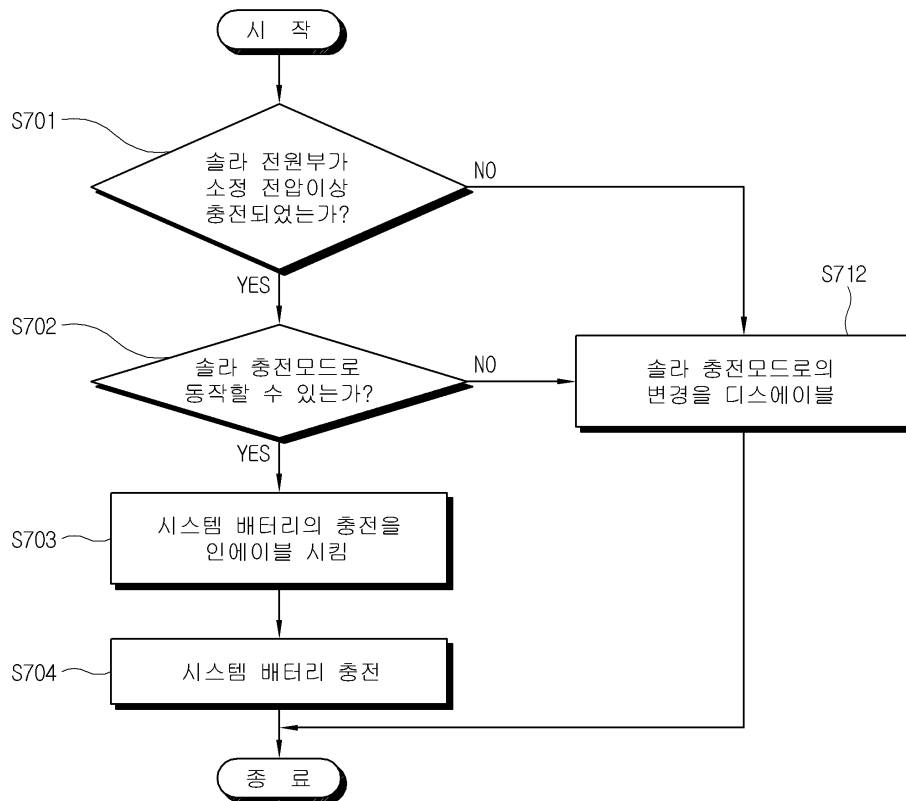 시 작
S701
솔라 전원부가
소정 전압이상
충전되었는가?
NO
YES
S712
S702
솔라 충전모드로
동작할 수 있는가?
NO
솔라 충전모드로의
변경을 디스에이블
YES
S703
시스템 배터리의 충전을
인에이블 시킴
S704
시스템 배터리 충전
종 료